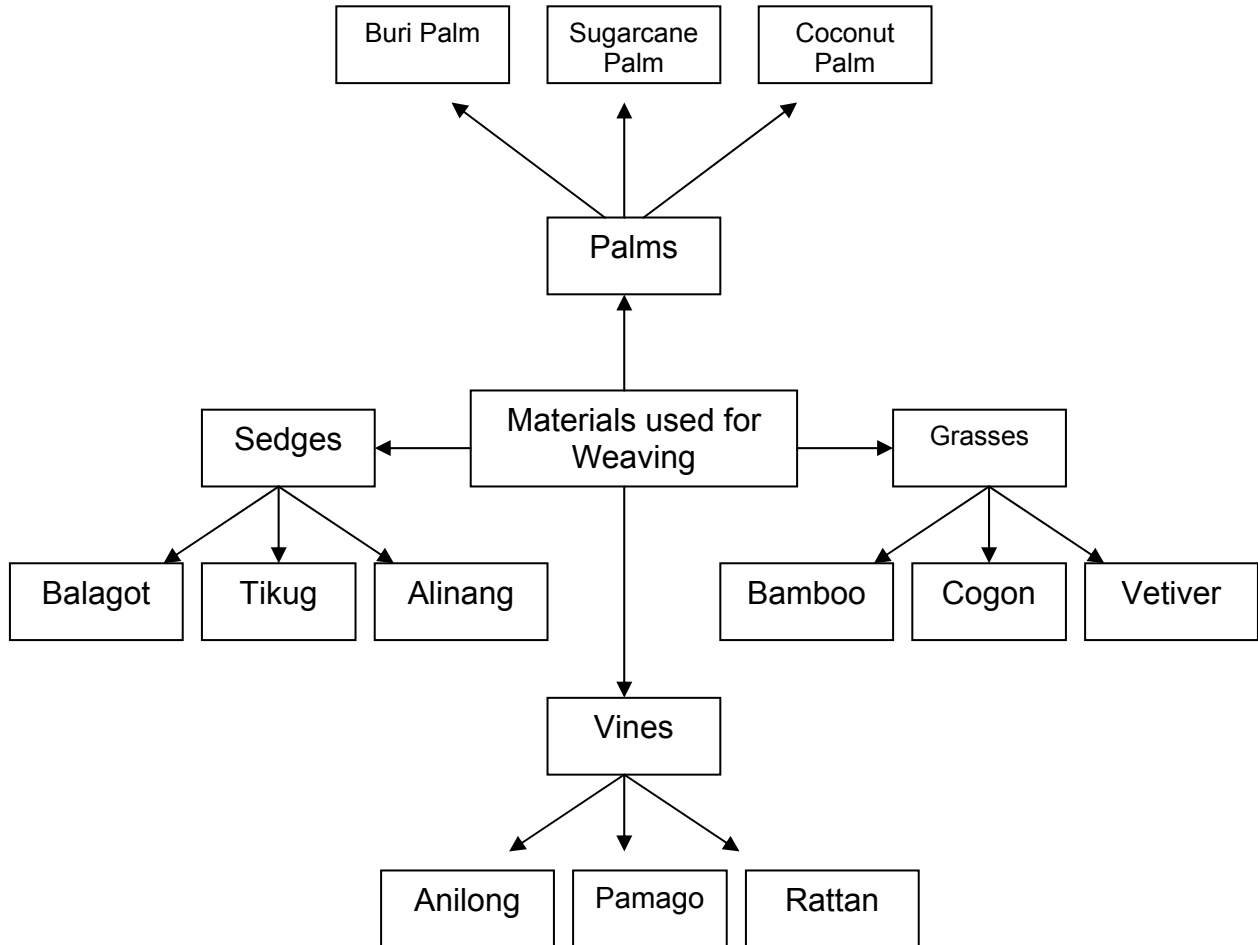 Buri Palm
Sugarcane
Palm
Coconut
Palm
Palms
Materials used for
Weaving
Sedges
Grasses
Balagot
Tikug
Alinang
Bamboo
Cogon
Vetiver
Vines
Anilong
Pamago
Rattan